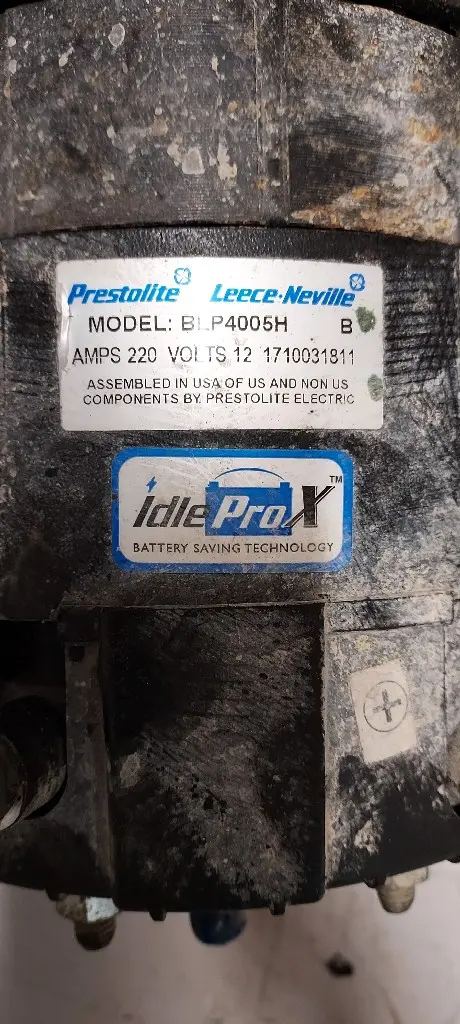 Prestolite Leece-Neville
MODEL: BLP4005H B
AMPS 220 VOLTS 12 1710031811
ASSEMBLED IN USA OF US AND NON US
COMPONENTS BY PRESTOLITE ELECTRIC
IdleProX™
BATTERY SAVING TECHNOLOGY
+